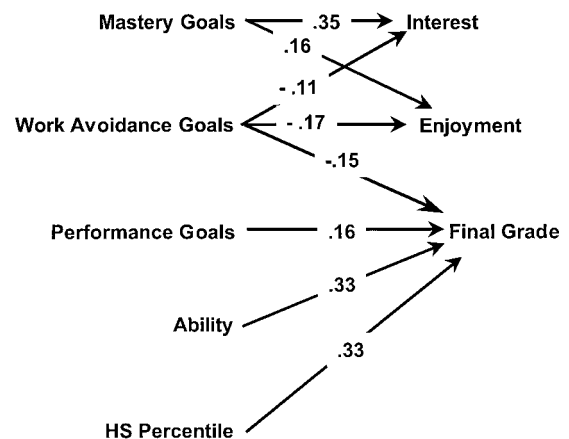 Mastery Goals .35 Interest
.16
- .11
Work Avoidance Goals - .17 Enjoyment
-.15
Performance Goals .16 Final Grade
.33
Ability
.33
HS Percentile